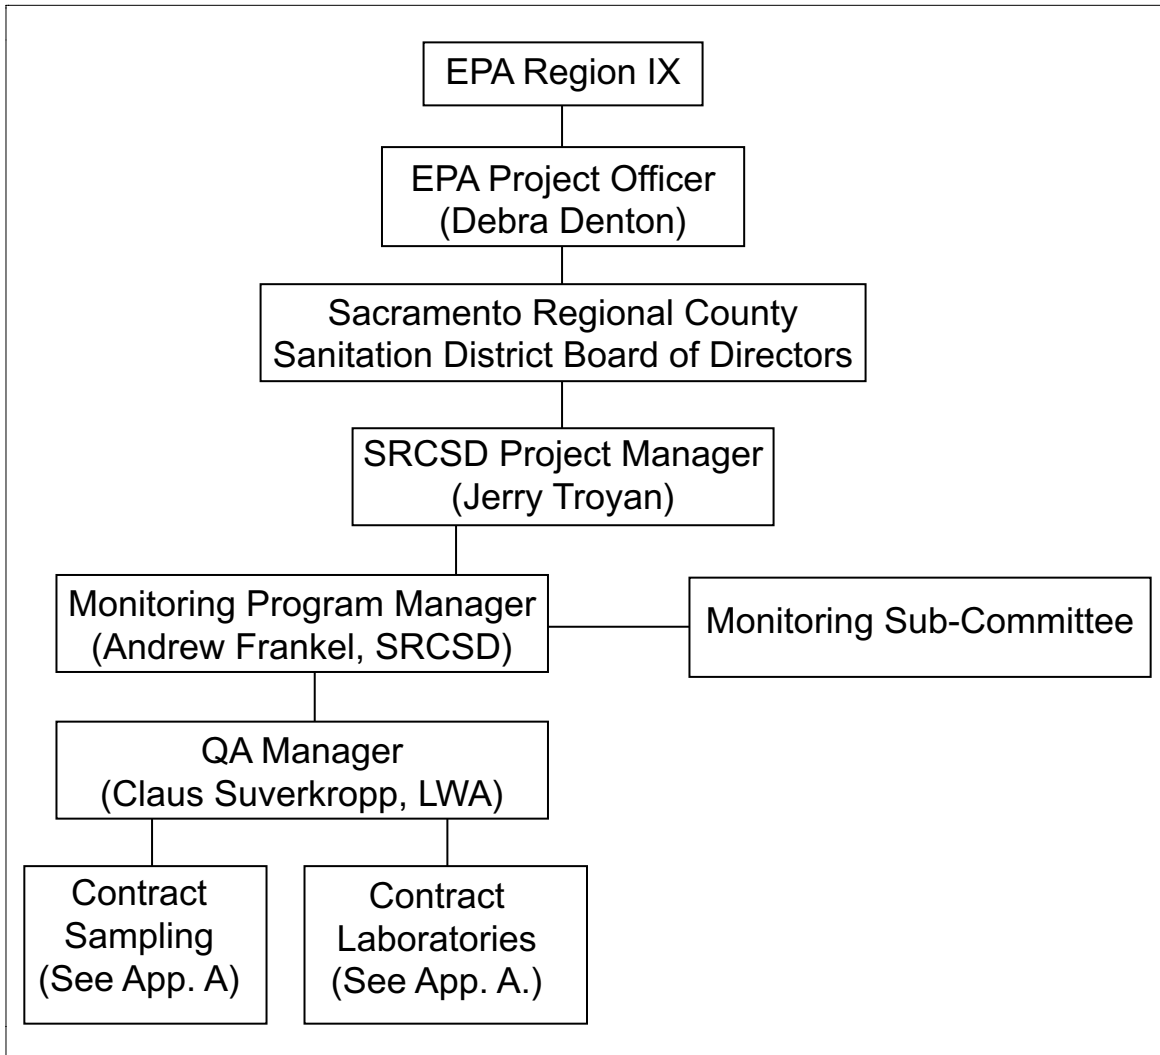 EPA Region IX
EPA Project Officer
(Debra Denton)
Sacramento Regional County
Sanitation District Board of Directors
SRCSD Project Manager
(Jerry Troyan)
Monitoring Program Manager
(Andrew Frankel, SRCSD)
Monitoring Sub-Committee
QA Manager
(Claus Suverkropp, LWA)
Contract
Sampling
(See App. A)
Contract
Laboratories
(See App. A.)